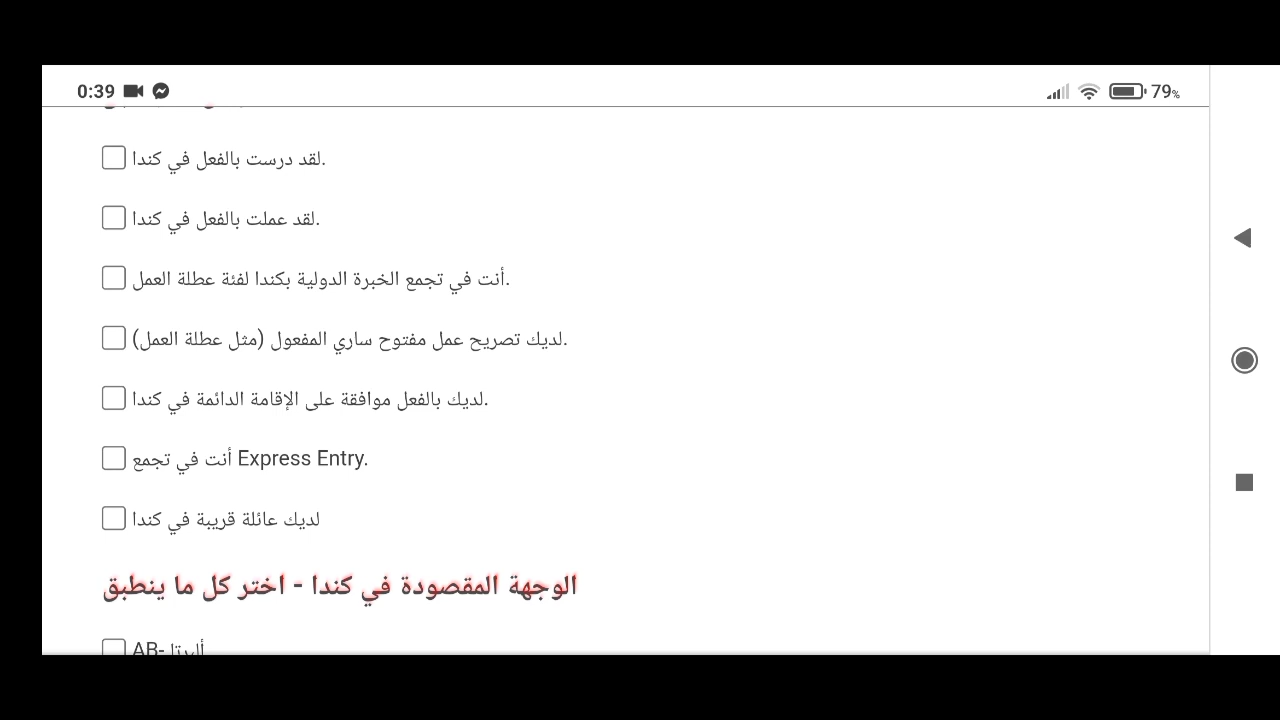 0:39
79%
لقد درست بالفعل في كندا.
لقد عملت بالفعل في كندا.
أنت في تجمع الخبرة الدولية بكندا لفئة عطلة العمل.
لديك تصريح عمل مفتوح ساري المفعول (مثل عطلة العمل).
لديك بالفعل موافقة على الإقامة الدائمة في كندا.
أنت في تجمع Express Entry.
لديك عائلة قريبة في كندا
الوجهة المقصودة في كندا - اختر كل ما ينطبق
ألبرتا -AB